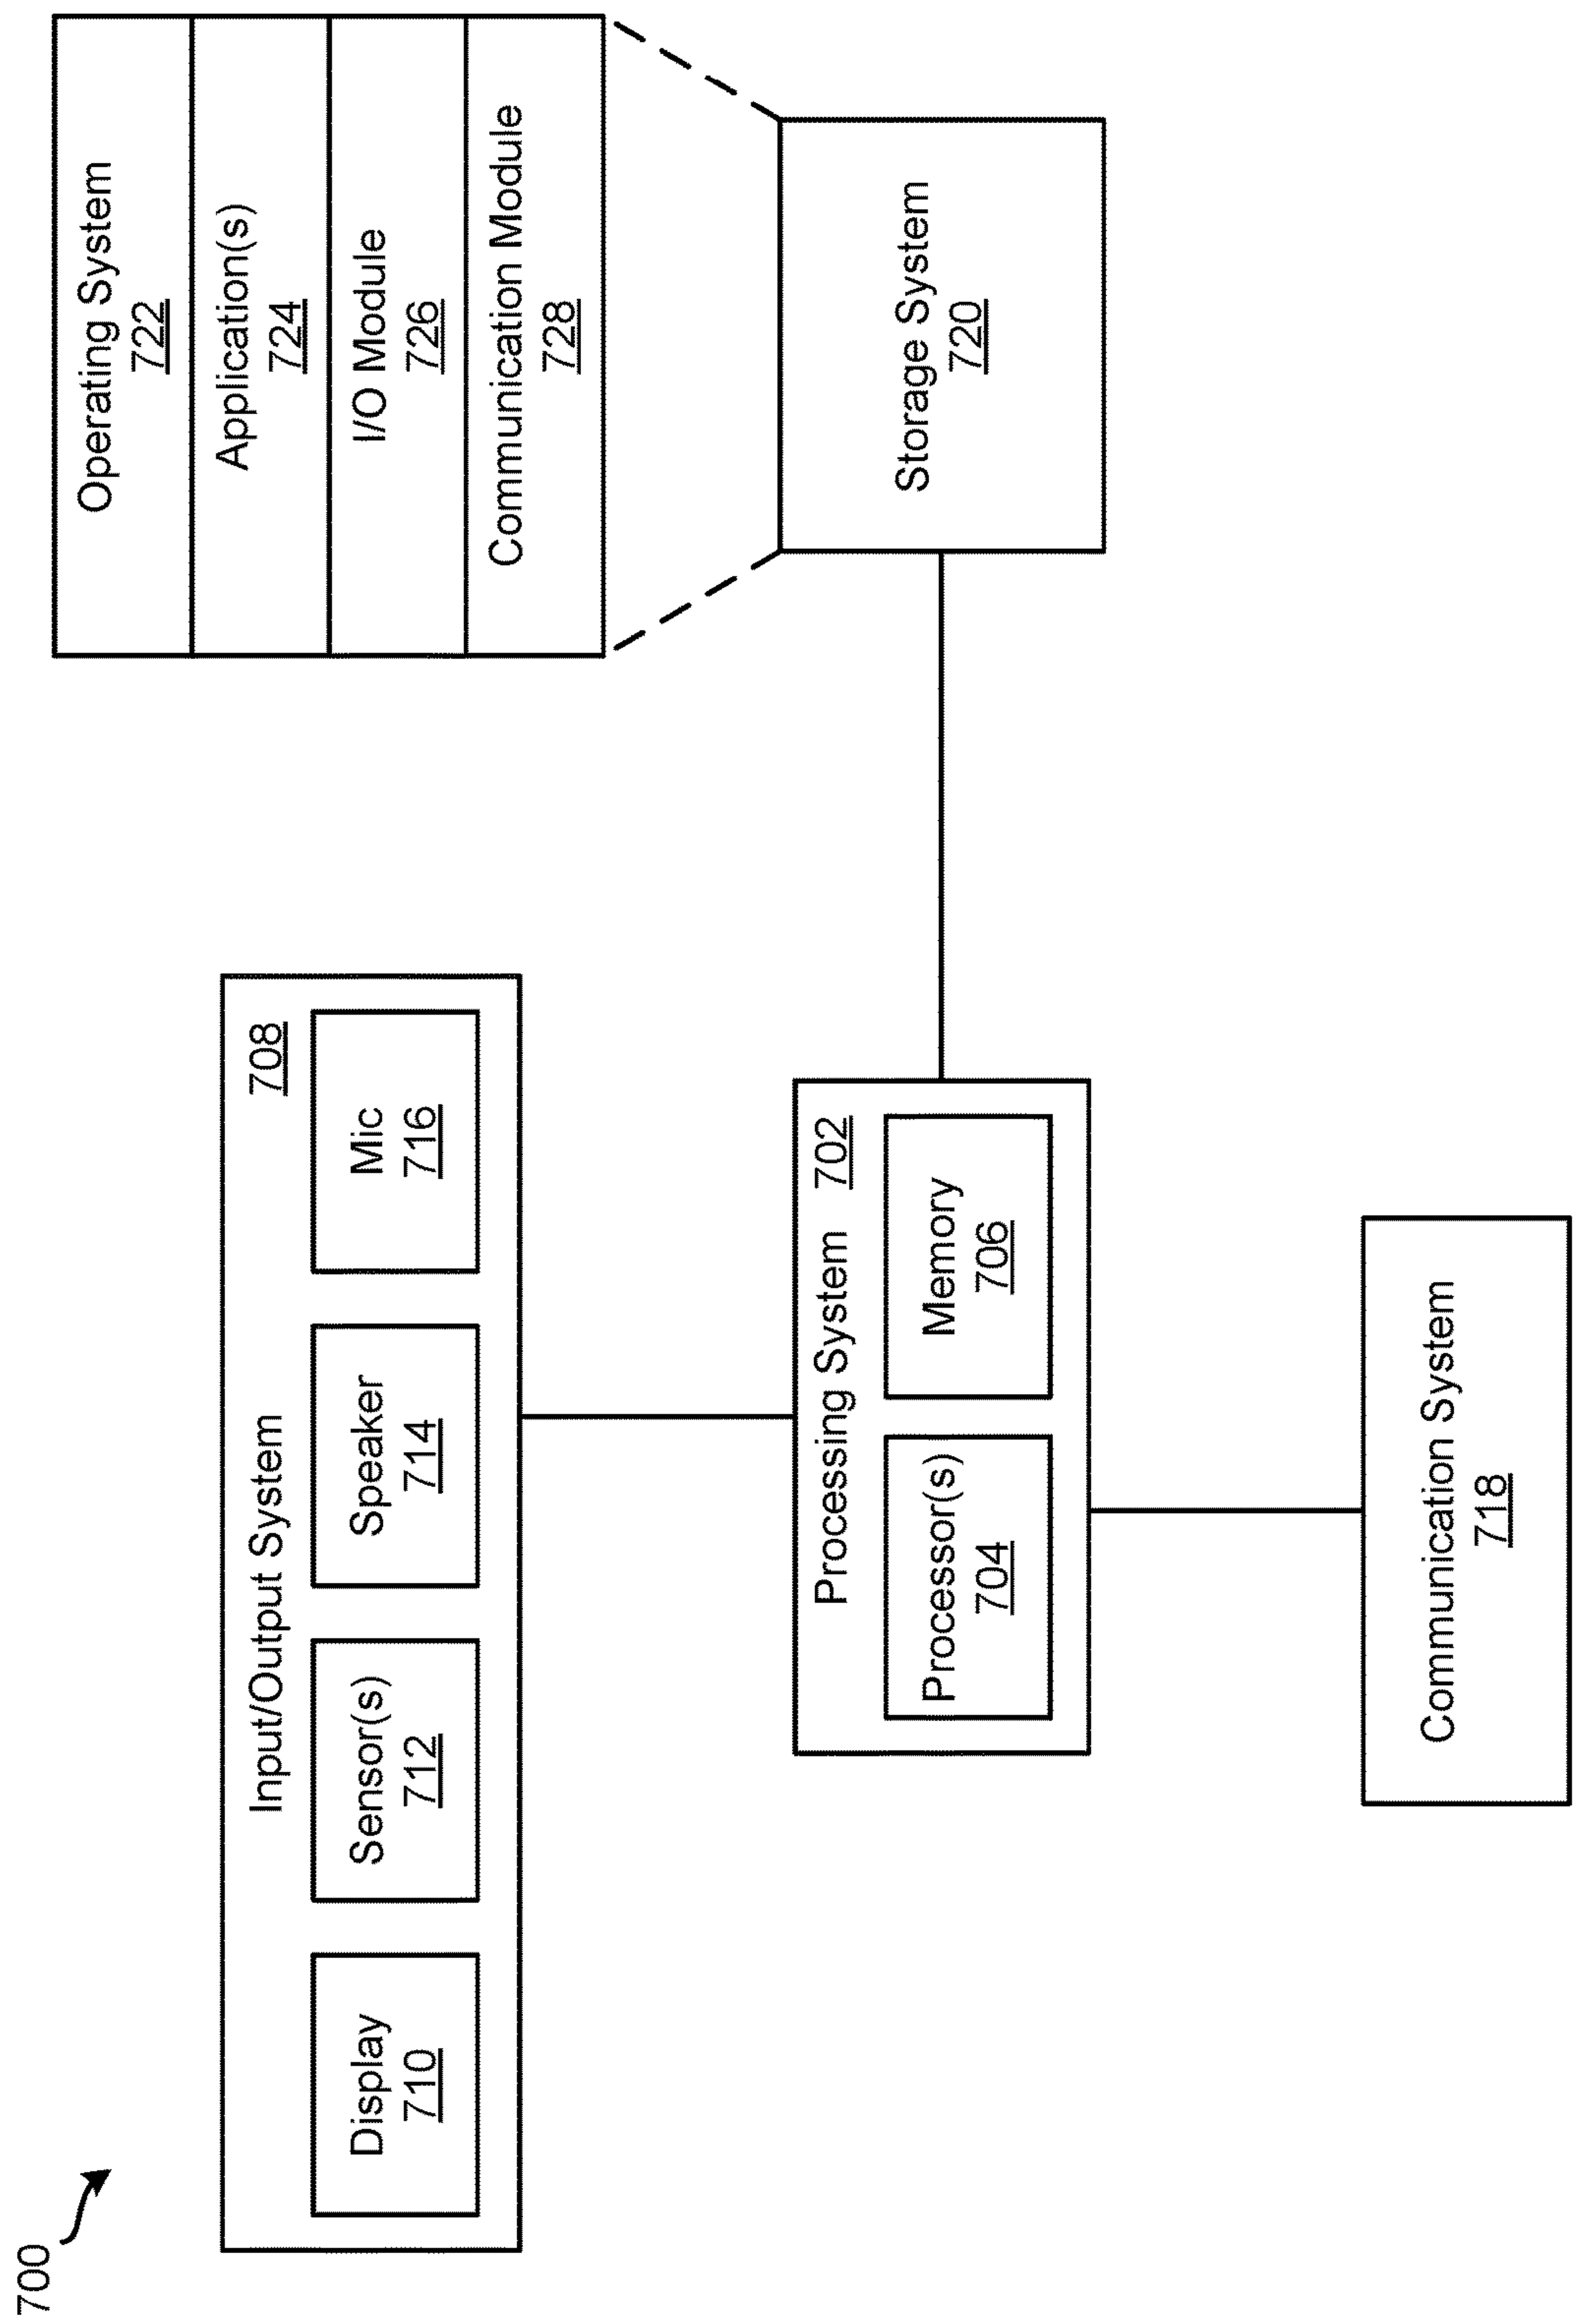 700
Input/Output System
708
Display
710
Sensor(s)
712
Speaker
714
Mic
716
Processing System
702
Processor(s)
704
Memory
706
Communication System
718
Operating System
722
Application(s)
724
I/O Module
726
Communication Module
728
Storage System
720